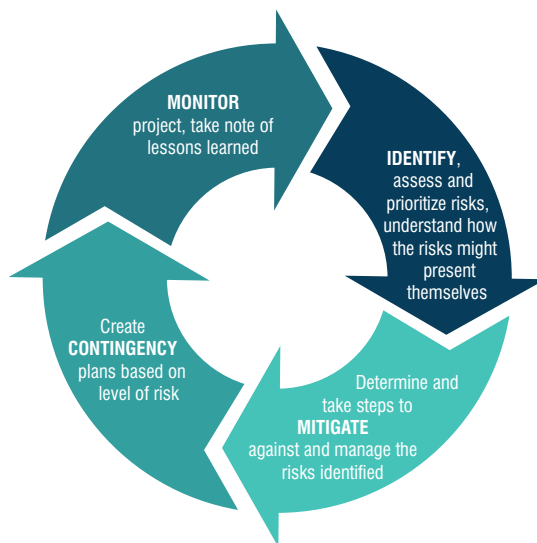 MONITOR
project, take note of
lessons learned
IDENTIFY,
assess and
prioritize risks,
understand how
the risks might
present
themselves
Determine and
take steps to
MITIGATE
against and manage the
risks identified
Create
CONTINGENCY
plans based on
level of risk